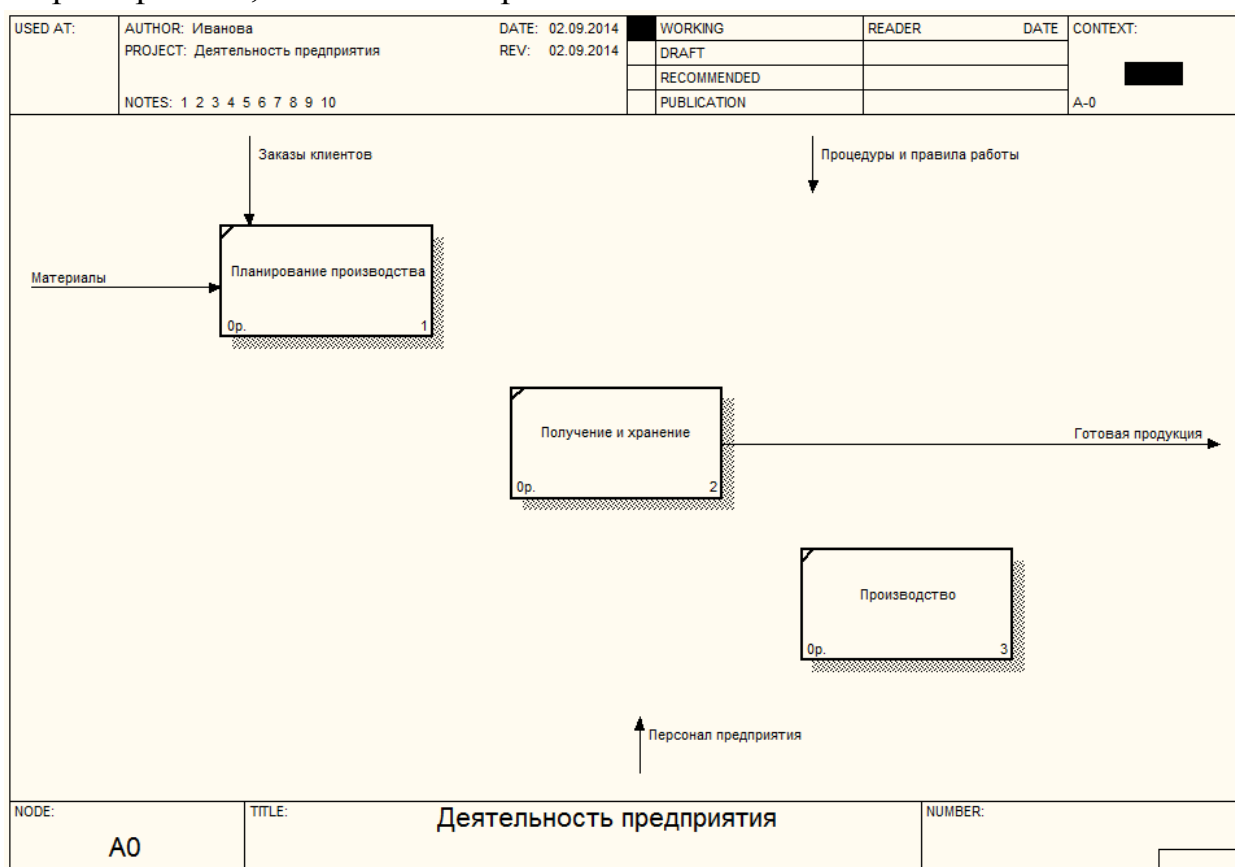 USED AT:
AUTHOR: Иванова
DATE: 02.09.2014
WORKING
READER
DATE
CONTEXT:
PROJECT: Деятельность предприятия
REV: 02.09.2014
DRAFT
RECOMMENDED
NOTES: 1 2 3 4 5 6 7 8 9 10
PUBLICATION
A-0
Заказы клиентов
Процедуры и правила работы
Материалы
Планирование производства
0р. 1
Получение и хранение
Готовая продукция
0р. 2
Производство
0р. 3
Персонал предприятия
NODE:
TITLE:
Деятельность предприятия
NUMBER:
A0